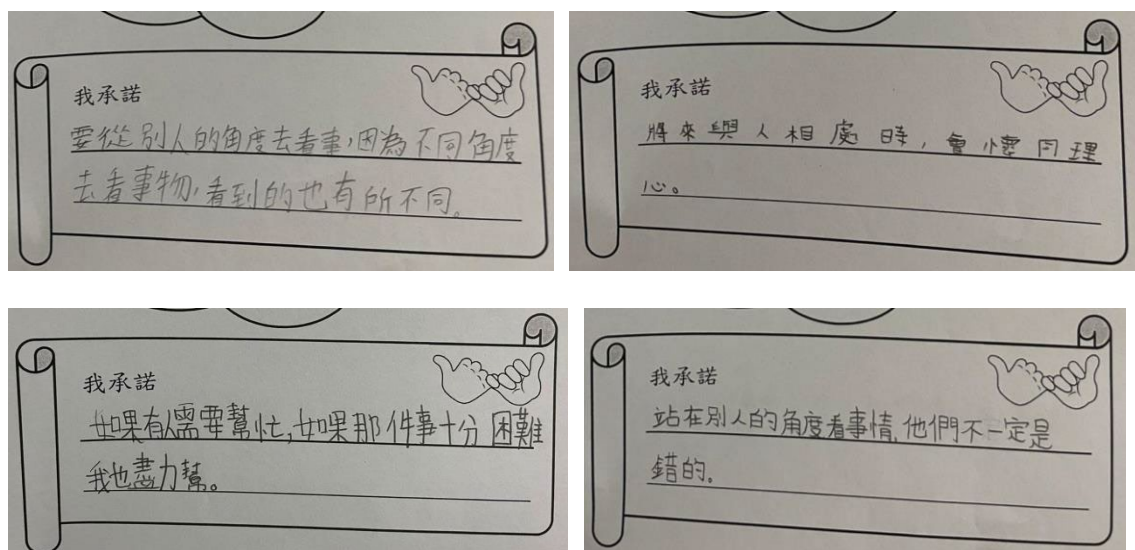 我承諾
要從別人的角度去看事,因為不同角度
去看事物,看到的也有所不同。
我承諾
將來與人相處時,會懷同理
心。
我承諾
如果有人需要幫忙,如果那件事十分困難
我也盡力幫。
我承諾
站在別人的角度看事情,他們不一定是
錯的。